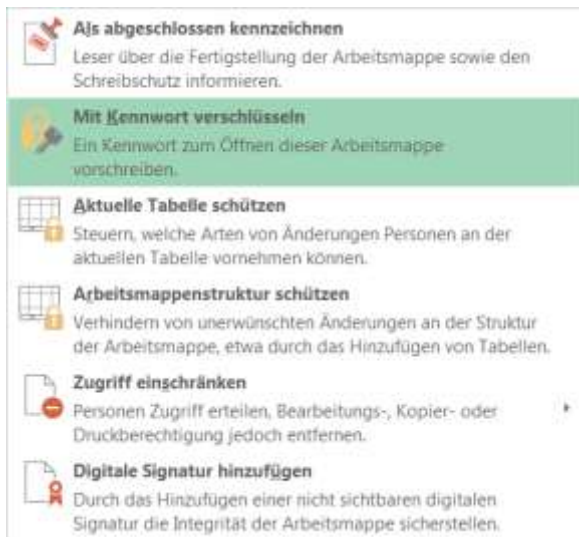 Als abgeschlossen kennzeichnen
Leser über die Fertigstellung der Arbeitsmappe sowie den
Schreibschutz informieren.
Mit Kennwort verschlüsseln
Ein Kennwort zum Öffnen dieser Arbeitsmappe
vorschreiben.
Aktuelle Tabelle schützen
Steuern, welche Arten von Änderungen Personen an der
aktuellen Tabelle vornehmen können.
Arbeitsmappenstruktur schützen
Verhindern von unerwünschten Änderungen an der Struktur
der Arbeitsmappe, etwa durch das Hinzufügen von Tabellen.
Zugriff einschränken
Personen Zugriff erteilen, Bearbeitungs-, Kopier- oder
Druckberechtigung jedoch entfernen.
Digitale Signatur hinzufügen
Durch das Hinzufügen einer nicht sichtbaren digitalen
Signatur die Integrität der Arbeitsmappe sicherstellen.